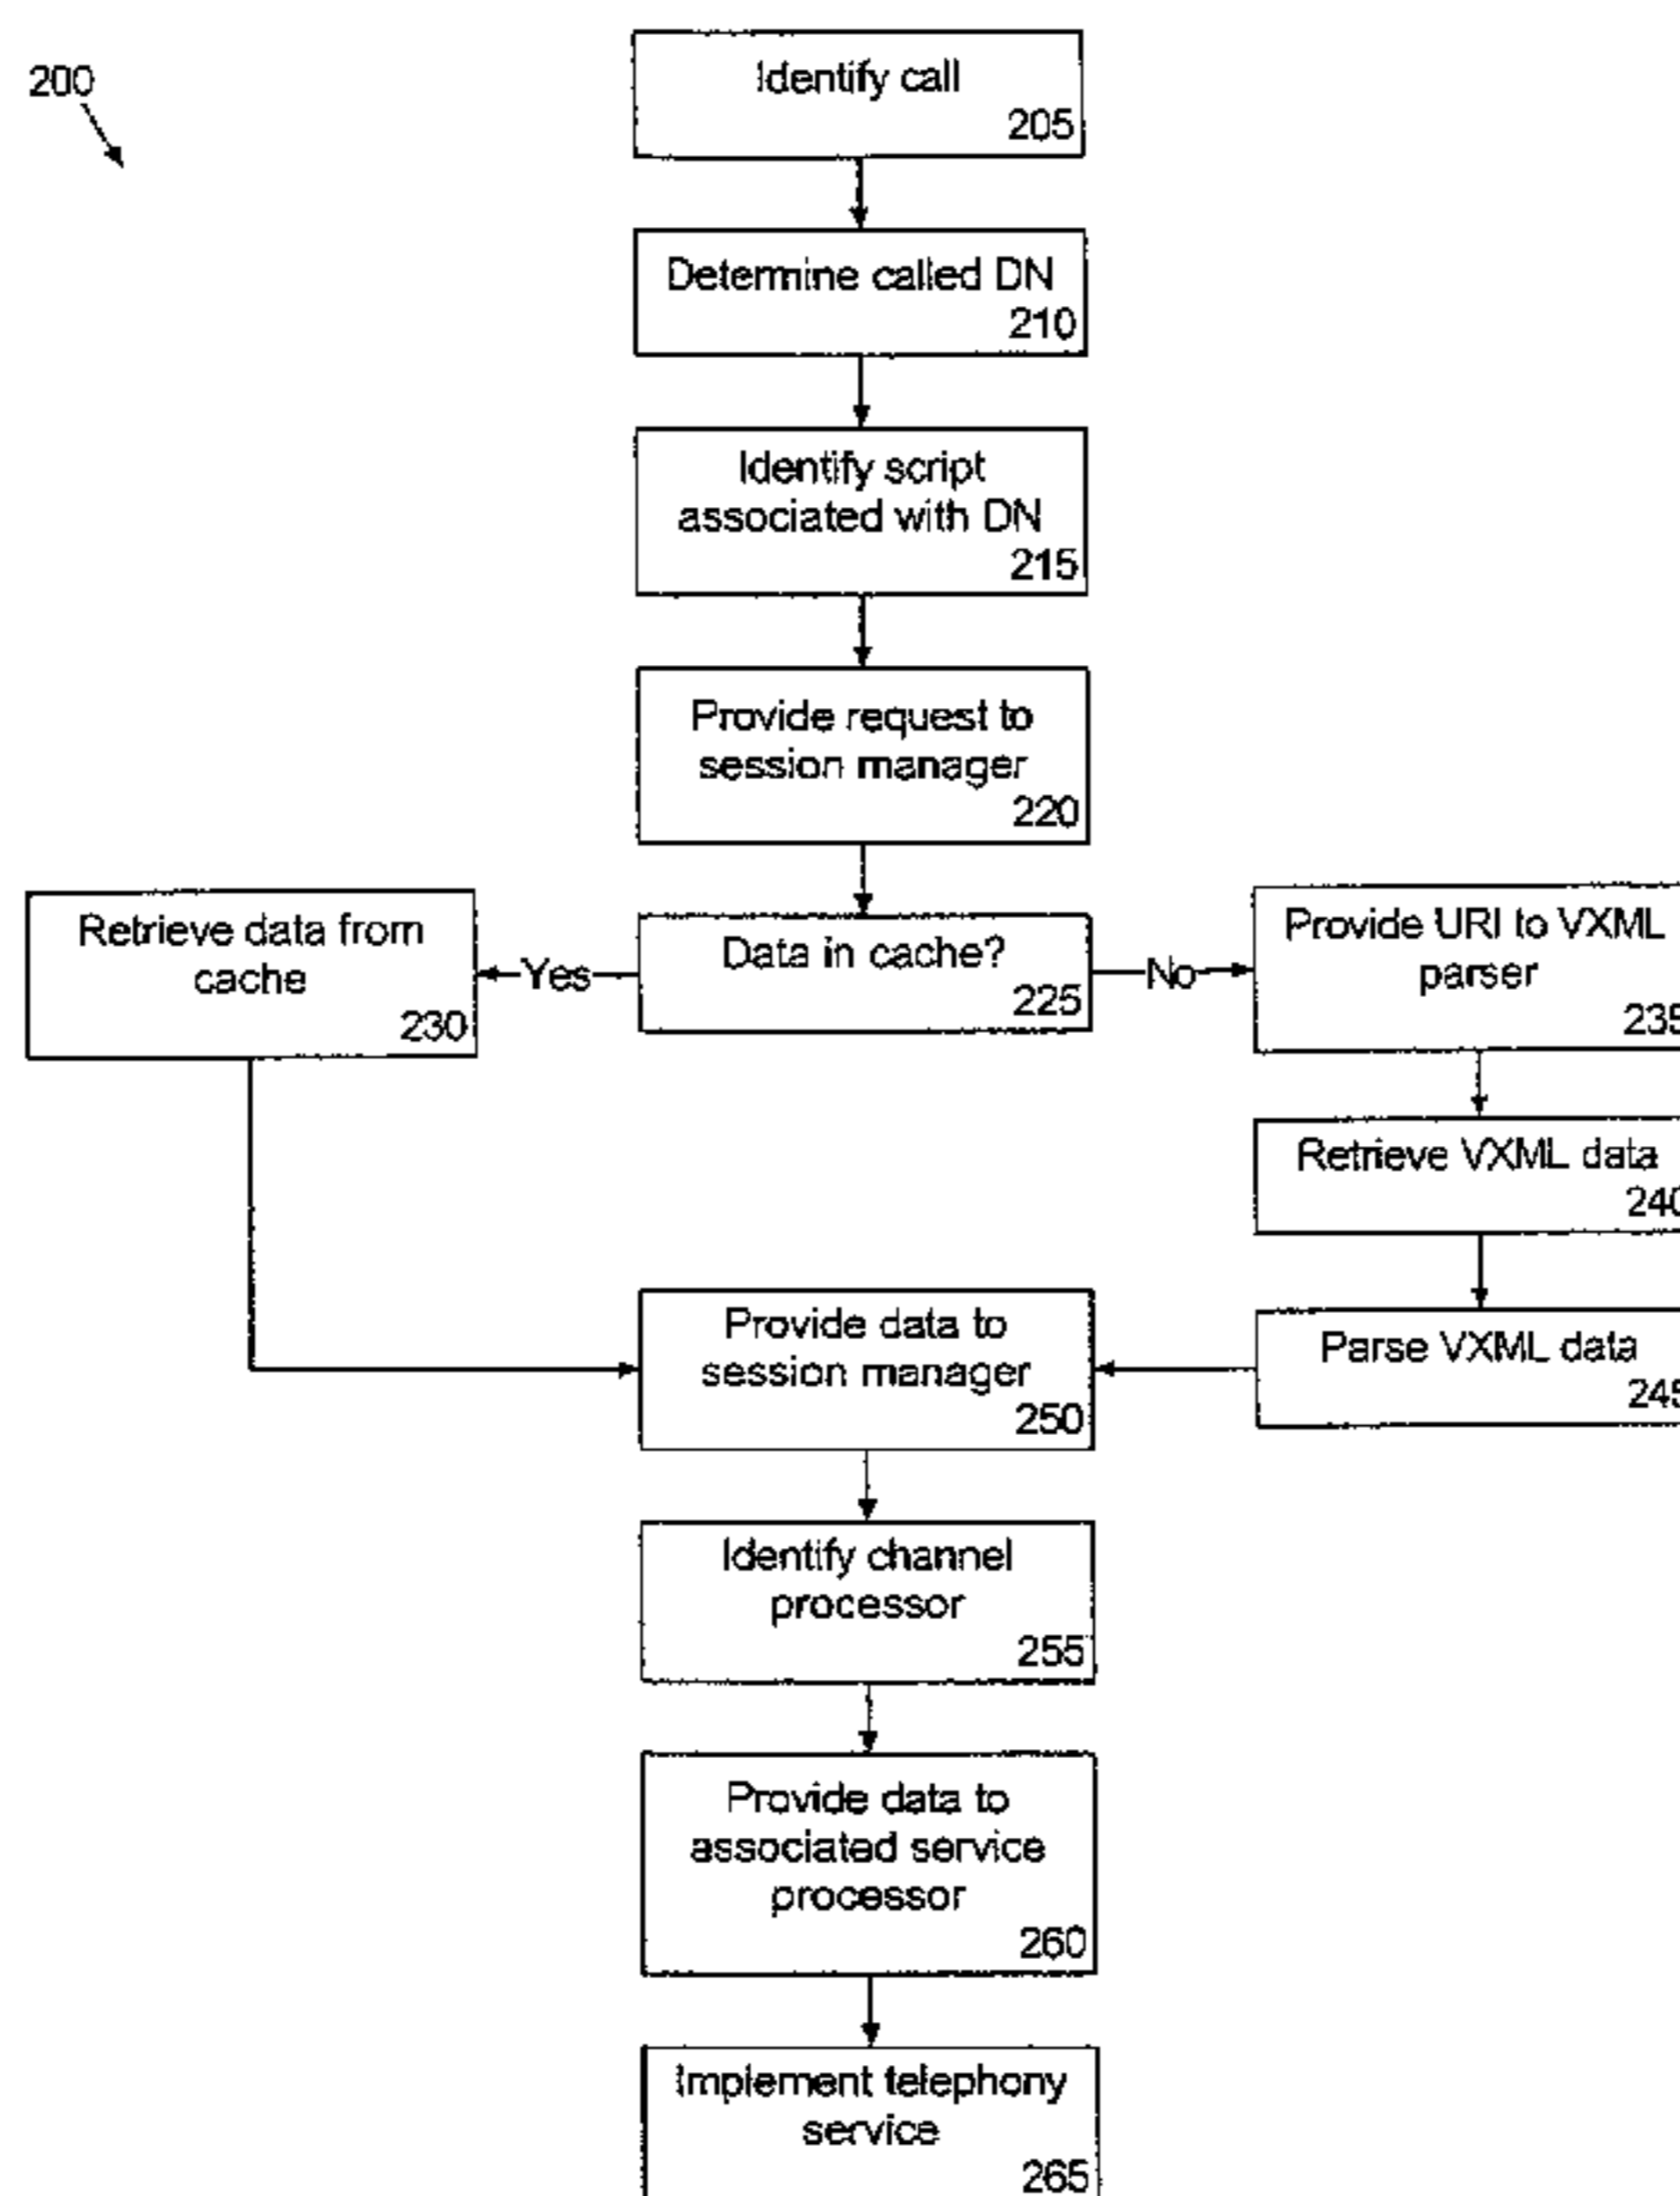 200
Identify call
205
Determine called DN
210
Identify script
associated with DN
215
Provide request to
session manager
220
Retrieve data from
cache
230
Yes
Data in cache?
225
No
Provide URI to VXML
parser
235
Retrieve VXML data
240
Parse VXML data
245
Provide data to
session manager
250
Identify channel
processor
255
Provide data to
associated service
processor
260
Implement telephony
service
265